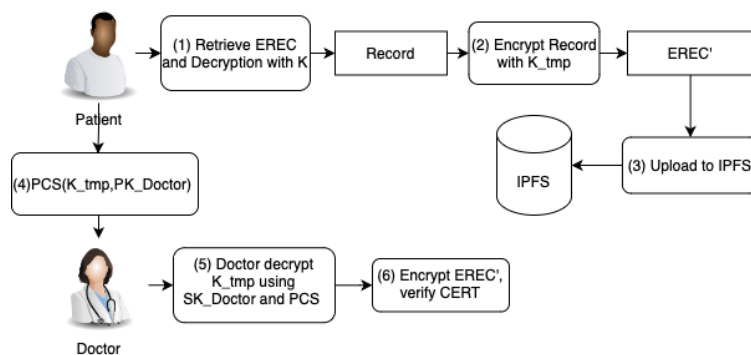 (1) Retrieve EREC
and Decryption with K
Record
(2) Encrypt Record
with K_tmp
EREC'
Patient
(3) Upload to IPFS
IPFS
(4)PCS(K_tmp,PK_Doctor)
(5) Doctor decrypt
K_tmp using
SK_Doctor and PCS
(6) Encrypt EREC',
verify CERT
Doctor